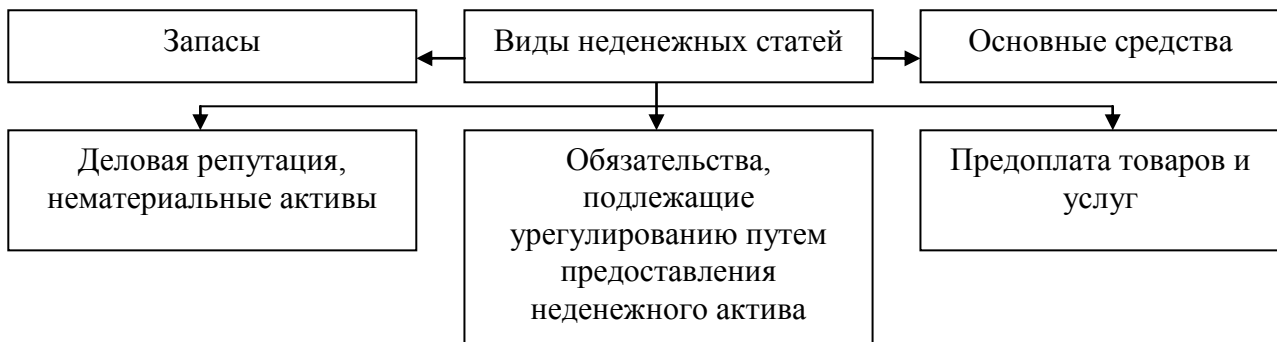 Запасы
Виды неденежных статей
Основные средства
Деловая репутация,
нематериальные активы
Обязательства,
подлежащие
урегулированию путем
предоставления
неденежного актива
Предоплата товаров и
услуг